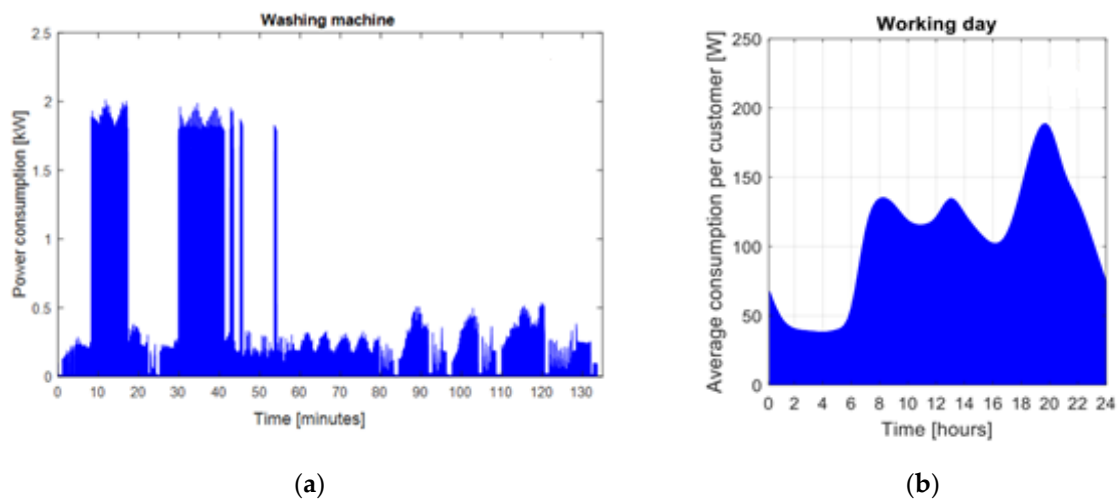 Washing machine
2.5
2
1.5
1
0.5
0
Power consumption [kW]
0 10 20 30 40 50 60 70 80 90 100 110 120 130
Time [minutes]
(a)
Working day
250
200
150
100
50
0
Average consumption per customer [W]
0 2 4 6 8 10 12 14 16 18 20 22 24
Time [hours]
(b)